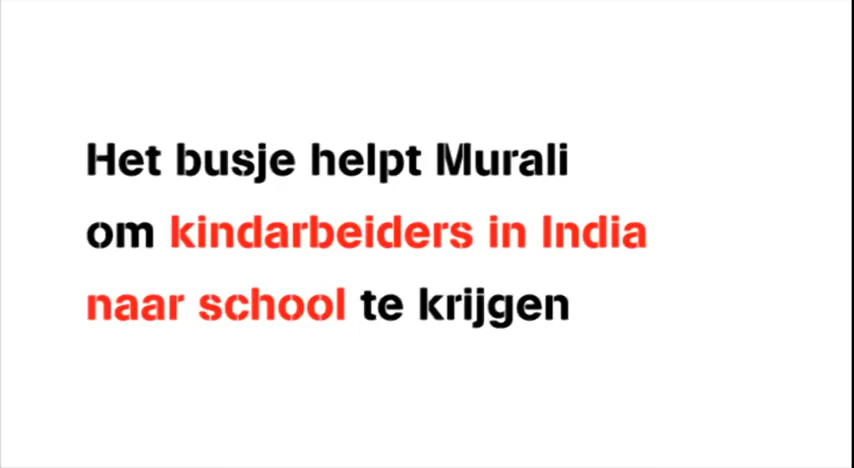 Het busje helpt Murali
om kindarbeiders in India
naar school te krijgen